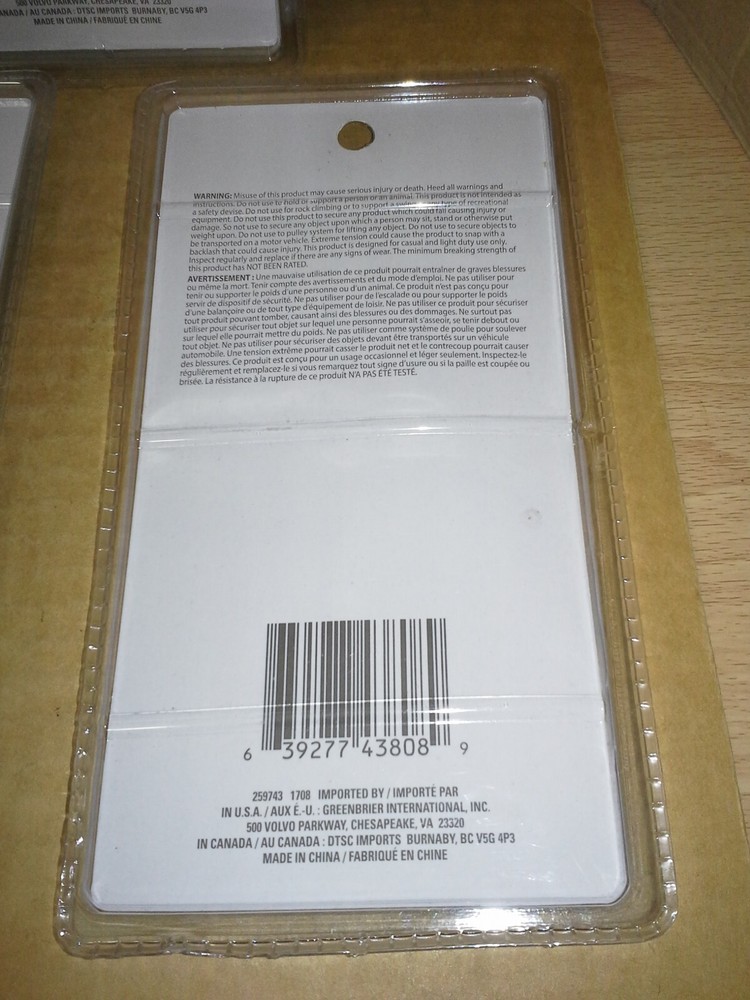 500 VOLVO PARKWAY, CHESAPEAKE, VA 23320
CANADA / AU CANADA : DTSC IMPORTS BURNABY, BC V5G 4P3
MADE IN CHINA / FABRIQUÉ EN CHINE
WARNING: Misuse of this product may cause serious injury or death. Heed all warnings and
instructions. Do not use to hold or support a person or an animal. This product is not intended as
a safety devise. Do not use for rock climbing or to support a swing or any type of recreational
equipment. Do not use this product to secure any product which could fall causing injury or
damage. So not use to secure any object upon which a person may sit, stand or otherwise put
weight upon. Do not use to pulley system for lifting any object. Do not use to secure objects to
be transported on a motor vehicle. Extreme tension could cause the product to snap with a
backlash that could cause injury. This product is designed for casual and light duty use only,
Inspect regularly and replace if there are any signs of wear. The minimum breaking strength of
this product has NOT BEEN RATED.
AVERTISSEMENT : Une mauvaise utilisation de ce produit pourrait entraîner de graves blessures
ou même la mort. Tenir compte des avertissements et du mode d'emploi. Ne pas utiliser pour
tenir ou supporter le poids d'une personne ou d'un animal. Ce produit n'est pas conçu pour
servir de dispositif de sécurité. Ne pas utiliser pour de l'escalade ou pour supporter le poids
d'une balançoire ou de tout type d'équipement de loisir. Ne pas utiliser ce produit pour sécuriser
tout produit pouvant tomber, causant ainsi des blessures ou des dommages. Ne surtout pas
utiliser pour sécuriser tout objet sur lequel une personne pourrait s'asseoir, se tenir debout ou
sur lequel elle pourrait mettre du poids. Ne pas utiliser comme système de poulie pour soulever
tout objet. Ne pas utiliser pour sécuriser des objets devant être transportés sur un véhicule
automobile. Une tension extrême pourrait casser le produit net et le contrecoup pourrait causer
des blessures. Ce produit est conçu pour un usage occasionnel et léger seulement. Inspectez-le
régulièrement et remplacez-le si vous remarquez tout signe d'usure ou si la paille est coupée ou
brisée. La résistance à la rupture de ce produit N'A PAS ÉTÉ TESTÉ.
6 39277 43808 9
259743 1708 IMPORTED BY / IMPORTÉ PAR
IN U.S.A. / AUX É.-U. : GREENBRIER INTERNATIONAL, INC.
500 VOLVO PARKWAY, CHESAPEAKE, VA 23320
IN CANADA / AU CANADA : DTSC IMPORTS BURNABY, BC V5G 4P3
MADE IN CHINA / FABRIQUÉ EN CHINE